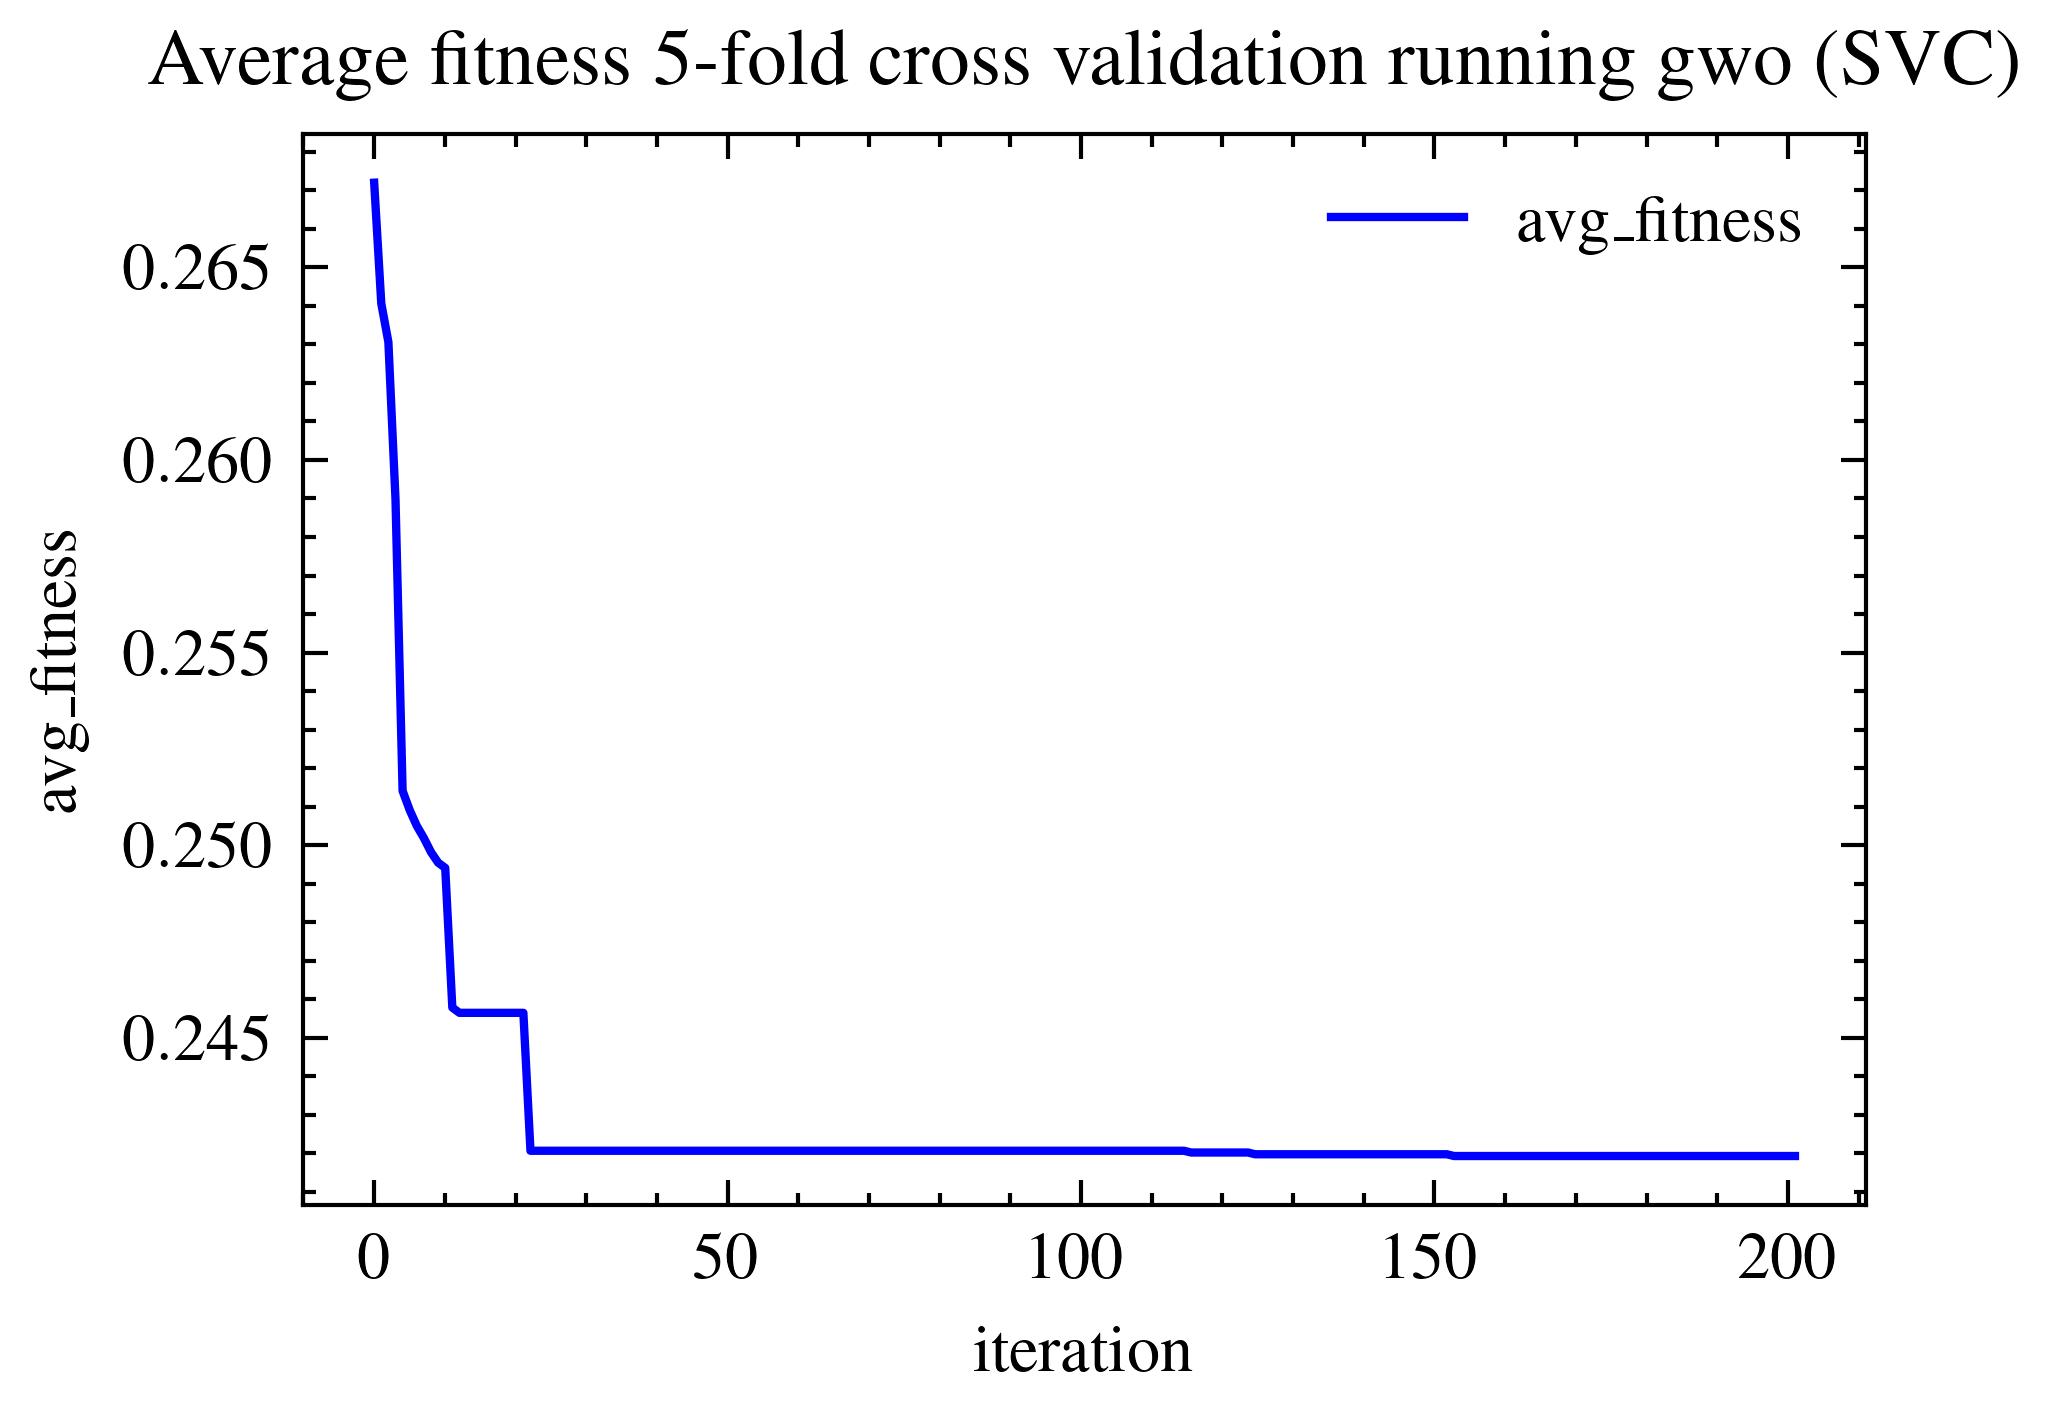 Average fitness 5-fold cross validation running gwo (SVC)
avg_fitness
0.265
0.260
0.255
0.250
0.245
avg_fitness
0 50 100 150 200
iteration